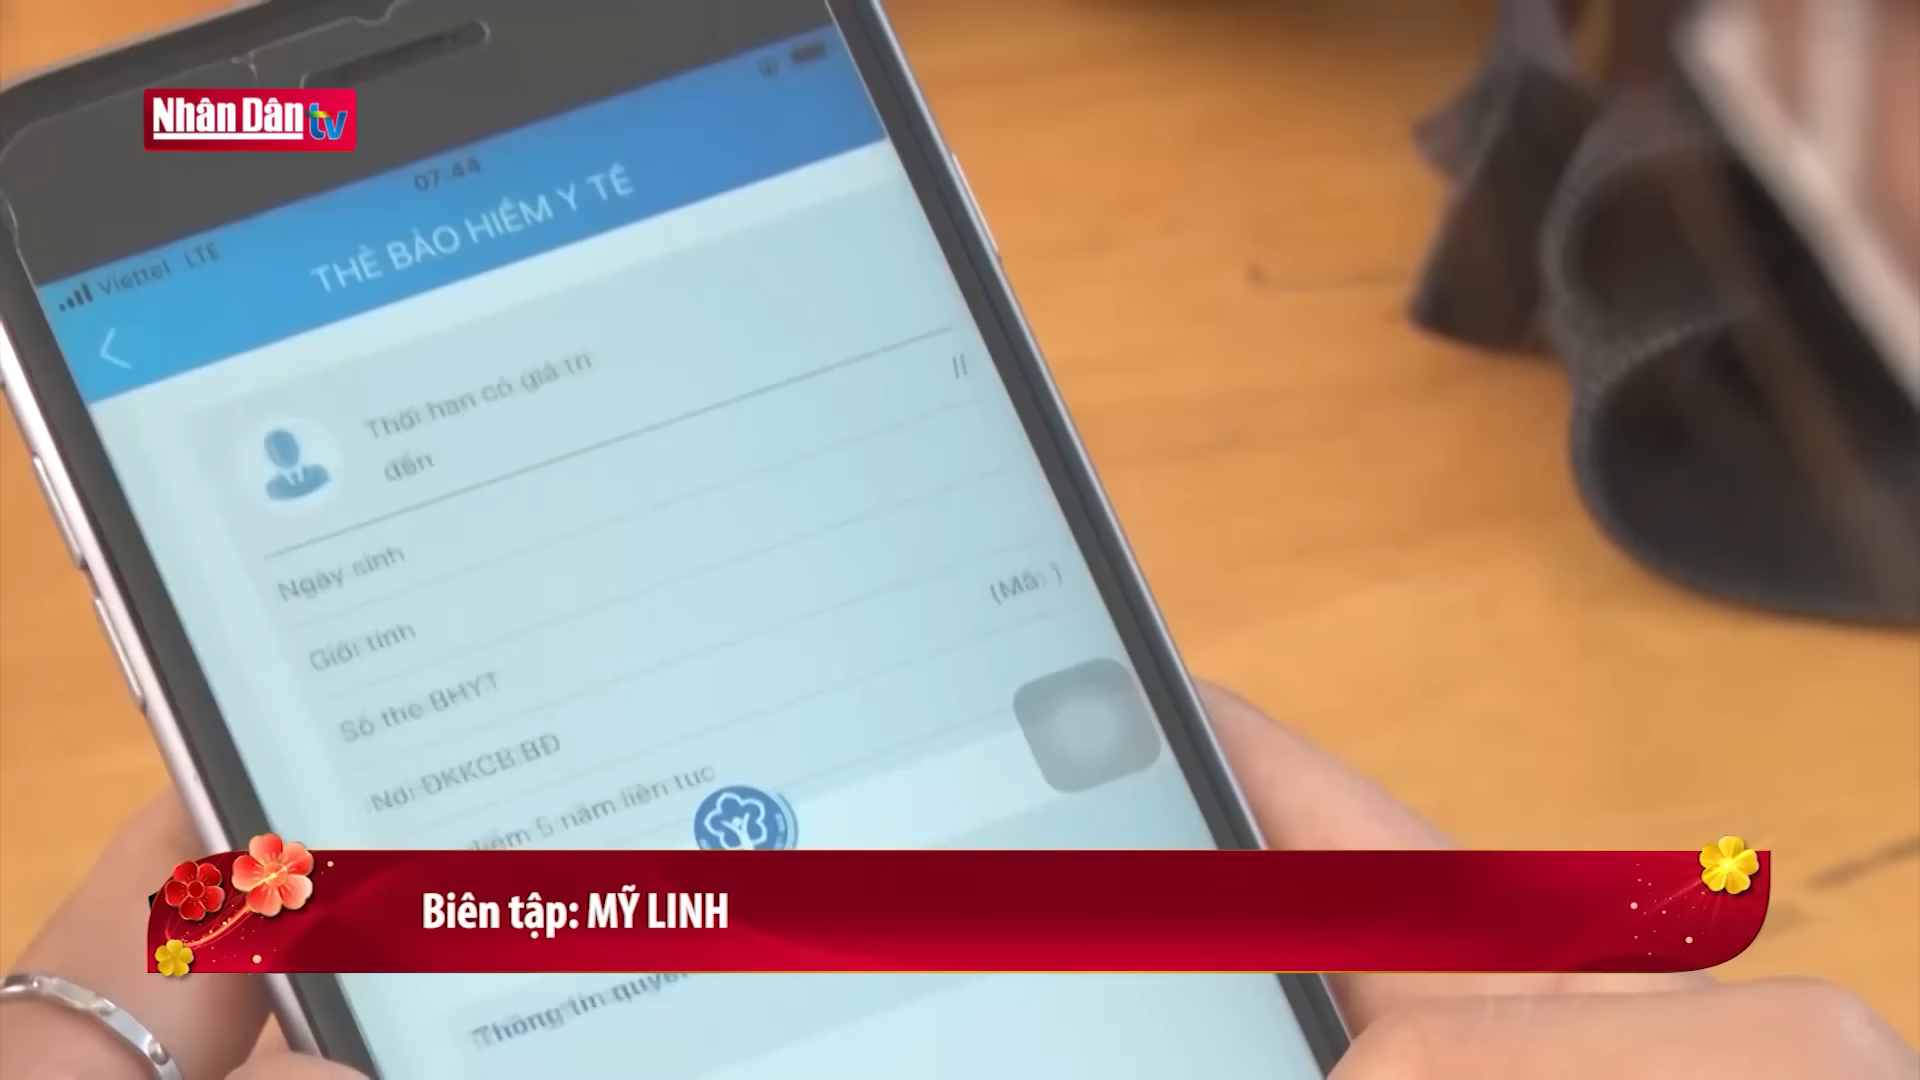 Nhân Dân tv
07:44
Viettel LTE
THẺ BẢO HIỂM Y TẾ
Thời hạn có giá trị
đến
//
Ngày sinh
Giới tính
Số thẻ BHYT
(Mã: )
Nơi ĐKKCB BĐ
điểm 5 năm liên tục
Biên tập: MỸ LINH
Thông tin quyền